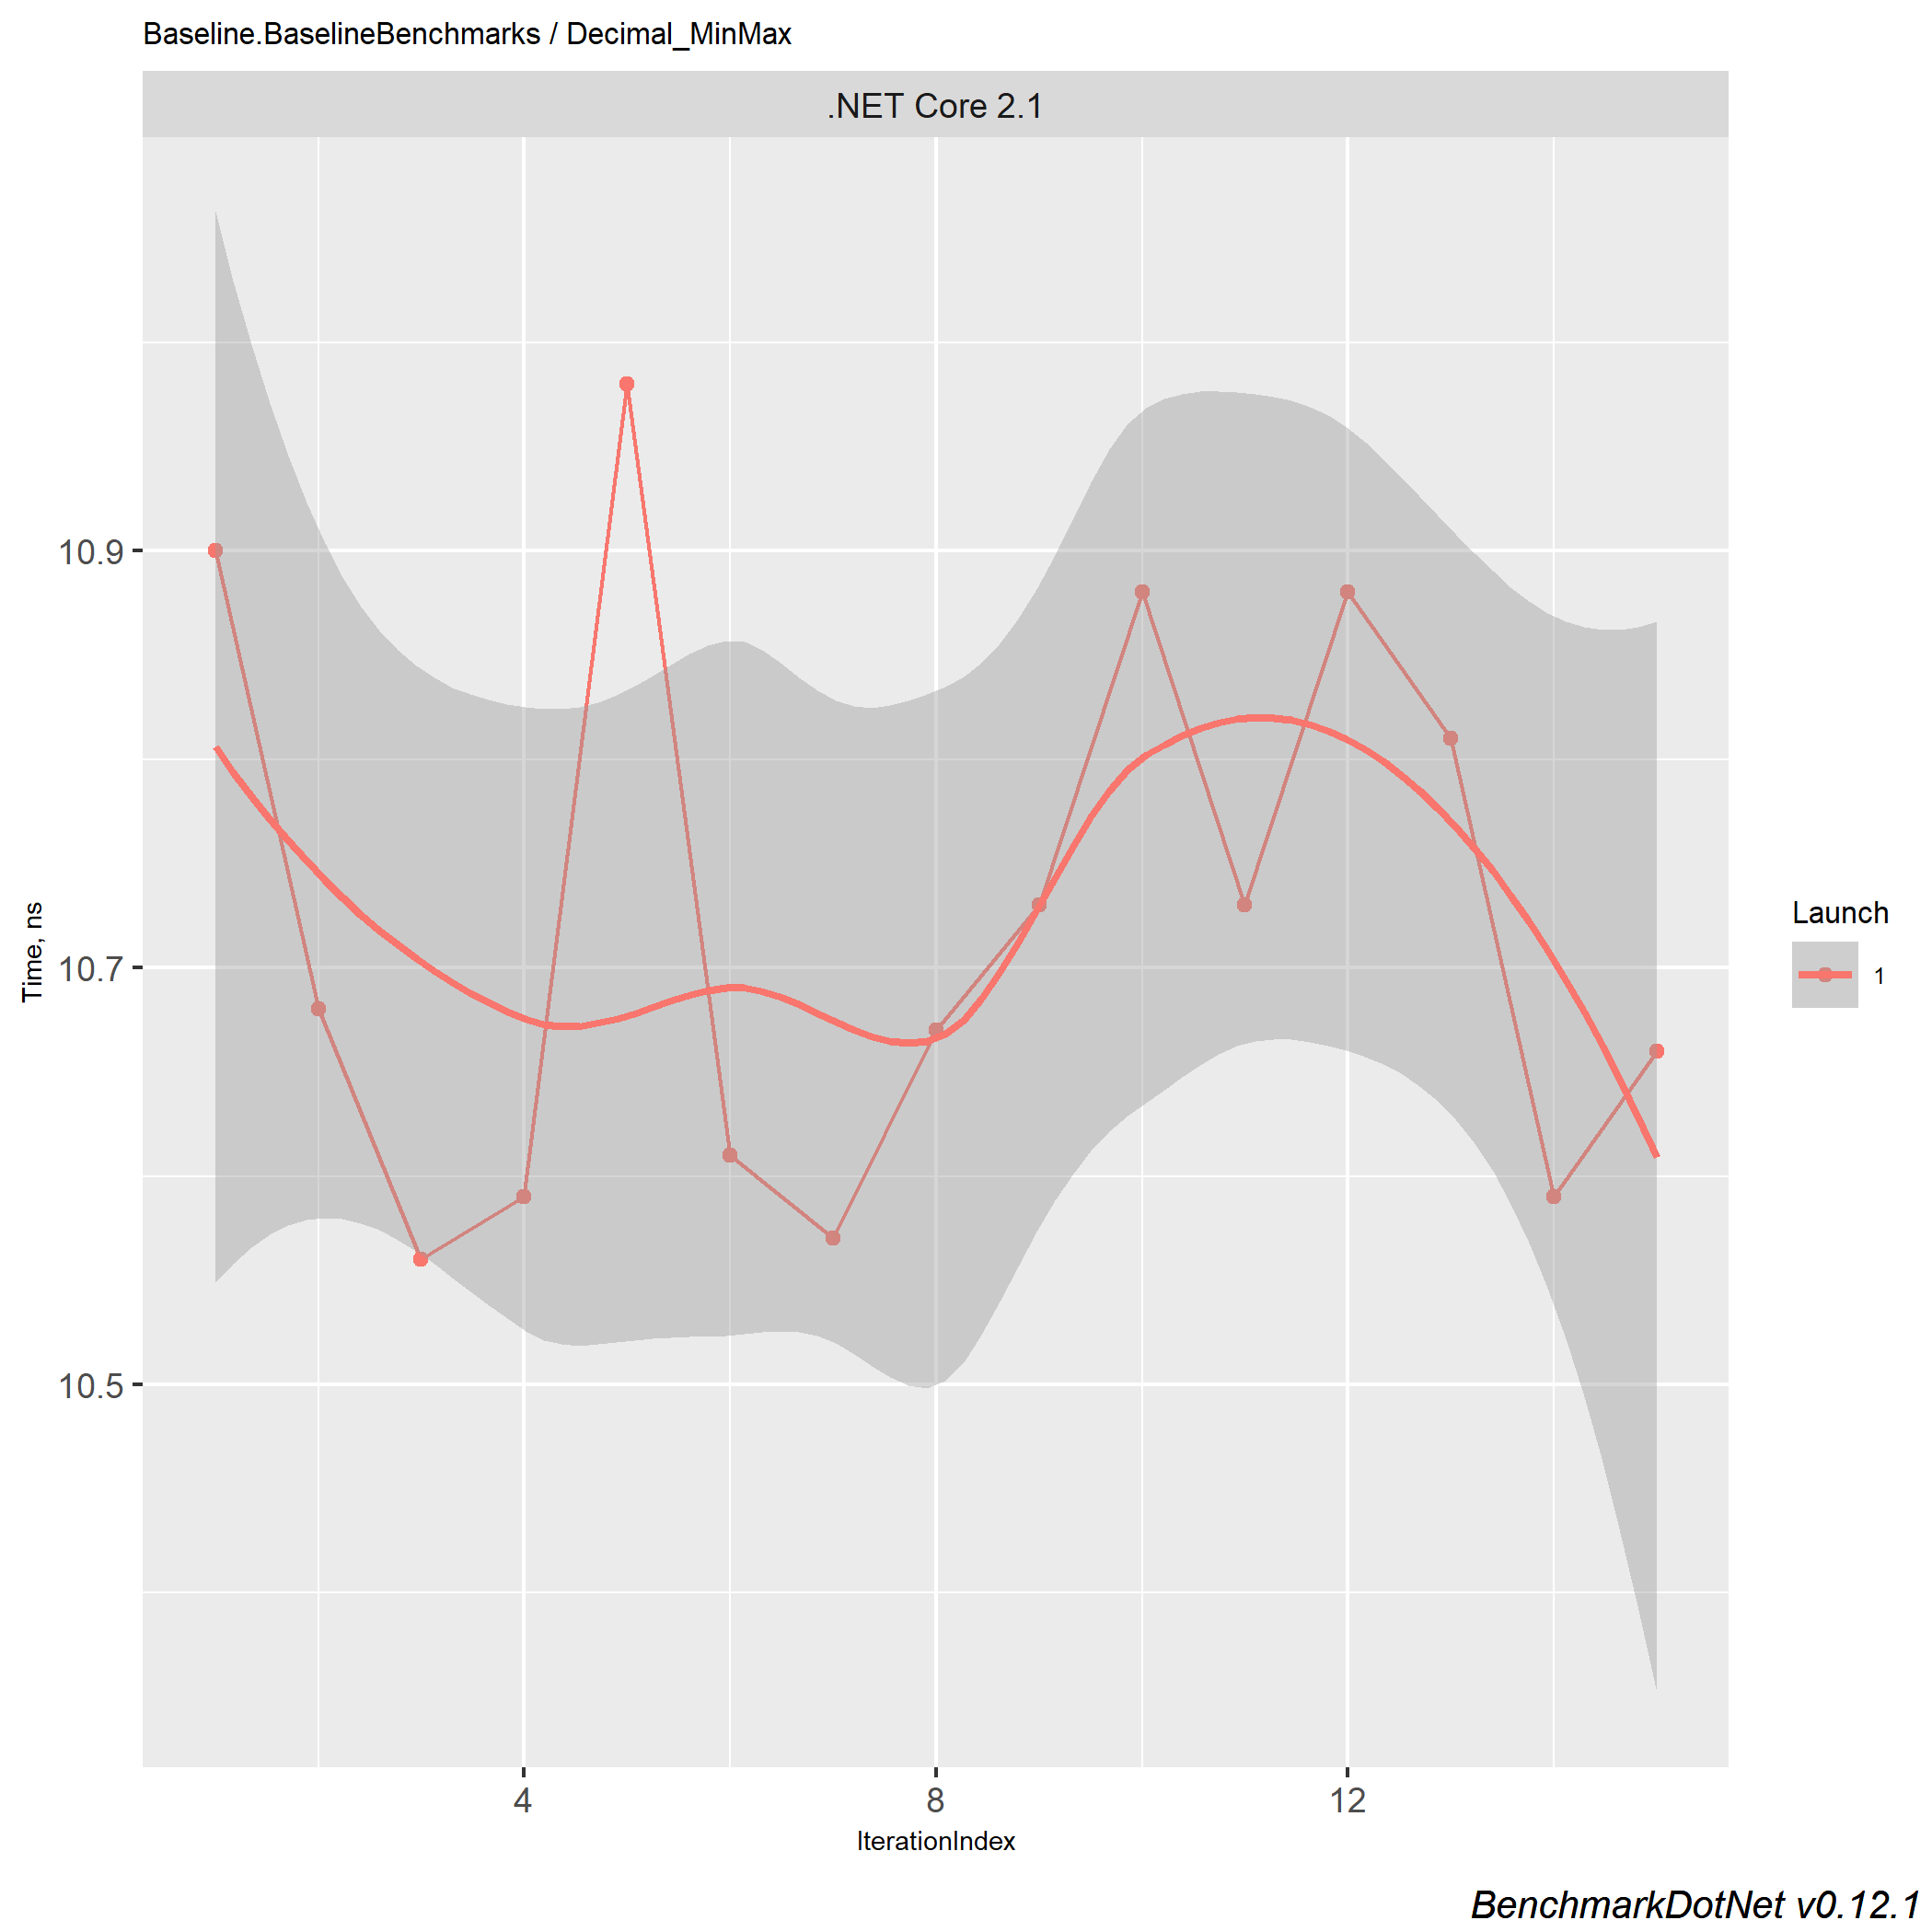 Baseline.BaselineBenchmarks / Decimal_MinMax
.NET Core 2.1
10.9
10.7
10.5
Time, ns
4 8 12
IterationIndex
Launch
1
BenchmarkDotNet v0.12.1